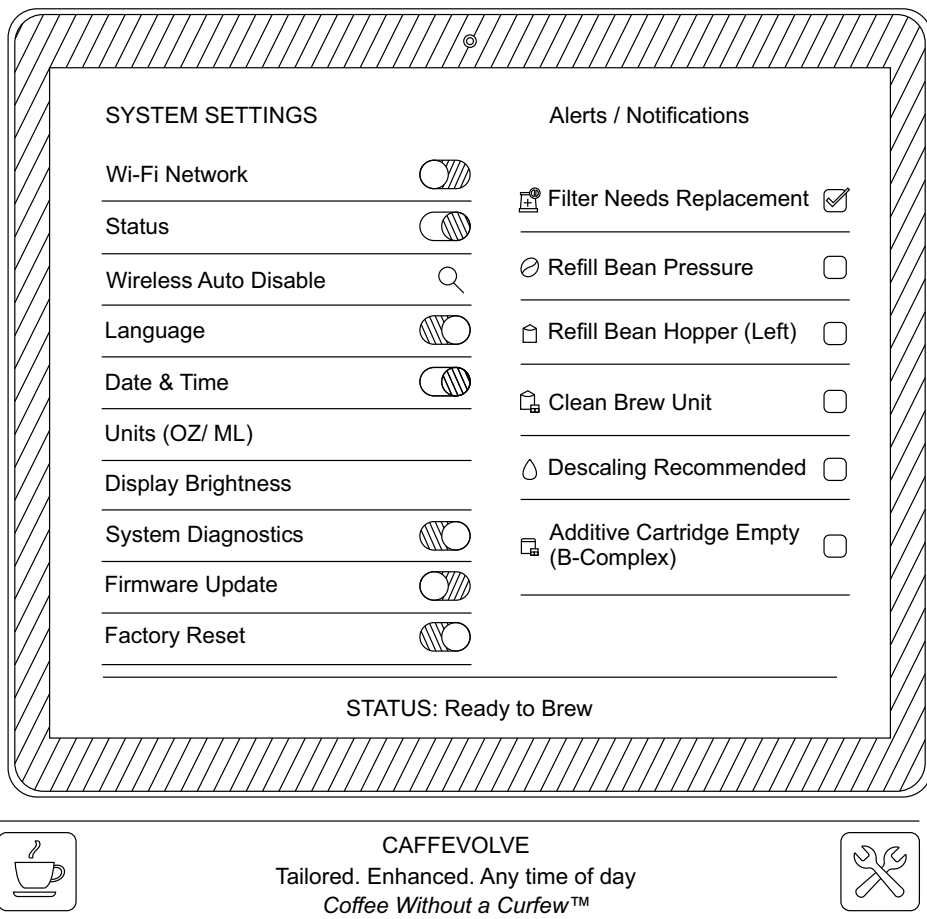 SYSTEM SETTINGS
Wi-Fi Network
Status
Wireless Auto Disable
Language
Date & Time
Units (OZ/ ML)
Display Brightness
System Diagnostics
Firmware Update
Factory Reset
Alerts / Notifications
Filter Needs Replacement
Refill Bean Pressure
Refill Bean Hopper (Left)
Clean Brew Unit
Descaling Recommended
Additive Cartridge Empty
(B-Complex)
STATUS: Ready to Brew
CAFFEVOLVE
Tailored. Enhanced. Any time of day
Coffee Without a Curfew™